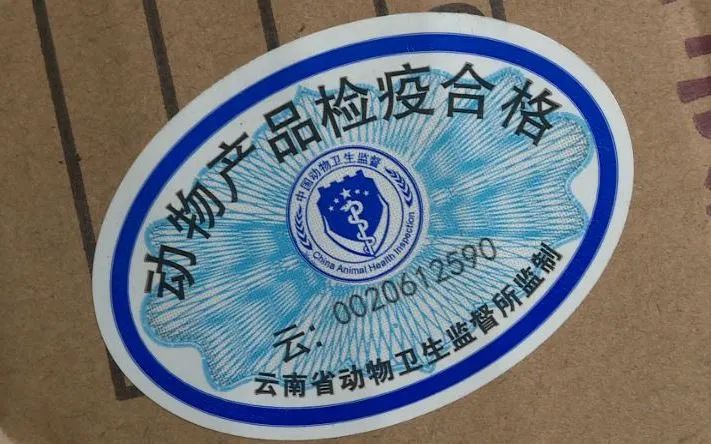 动物产品检疫合格
中国动物卫生监督
China Animal Health Inspection
云: 0020612590
云南省动物卫生监督所监制